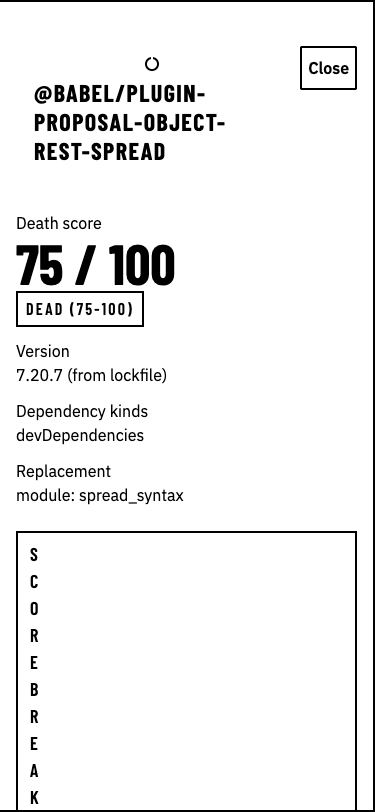 Close
@BABEL/PLUGIN-
PROPOSAL-OBJECT-
REST-SPREAD
Death score
75 / 100
DEAD (75-100)
Version
7.20.7 (from lockfile)
Dependency kinds
devDependencies
Replacement
module: spread_syntax
S
C
O
R
E
B
R
E
A
K